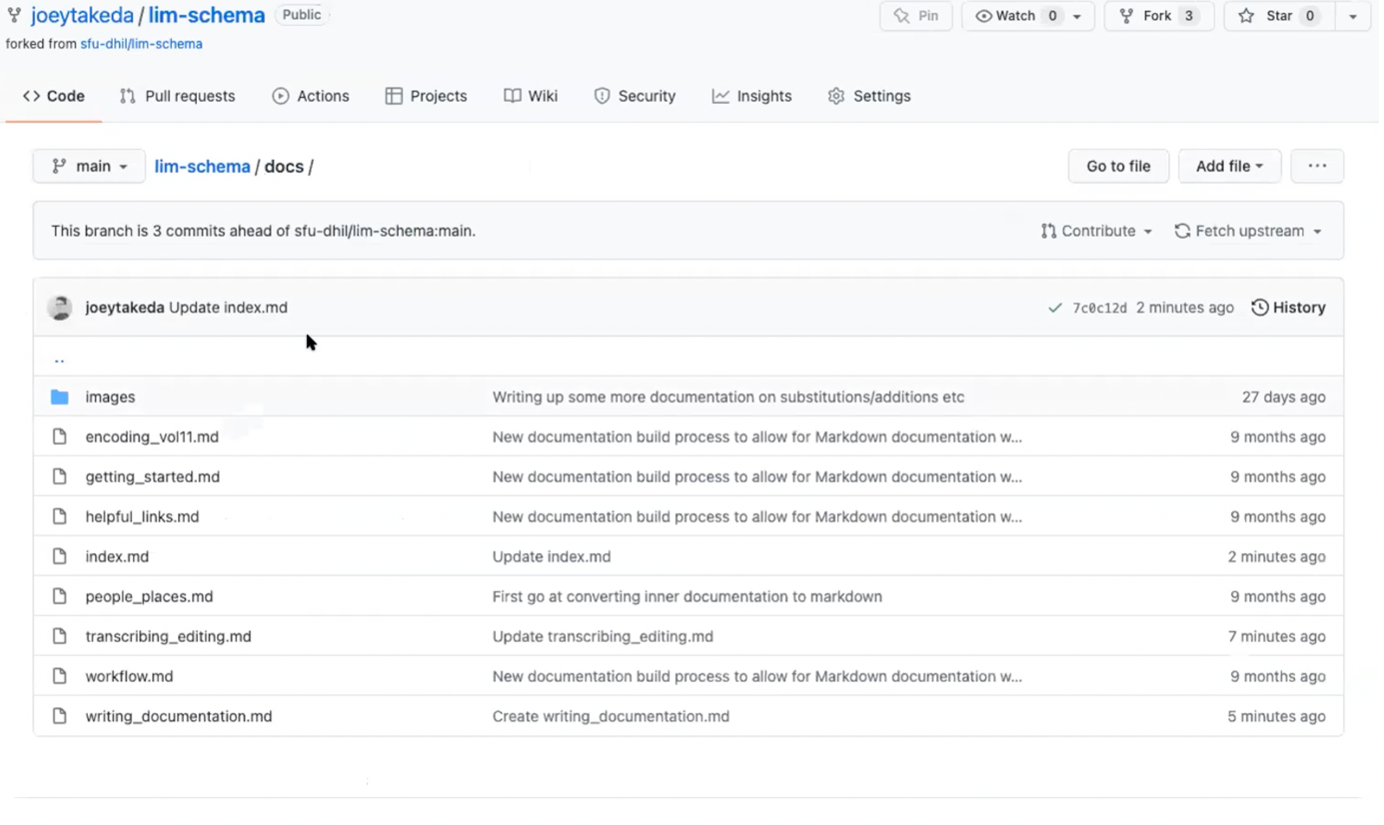 joeytakeda / lim-schema Public
Pin Watch 0 Fork 3 Star 0
forked from sfu-dhil/lim-schema
Code Pull requests Actions Projects Wiki Security Insights Settings
main lim-schema / docs / Go to file Add file ...
This branch is 3 commits ahead of sfu-dhil/lim-schema:main. Contribute Fetch upstream
joeytakeda Update index.md 7c0c12d 2 minutes ago History
..
images Writing up some more documentation on substitutions/additions etc 27 days ago
encoding_vol11.md New documentation build process to allow for Markdown documentation w... 9 months ago
getting_started.md New documentation build process to allow for Markdown documentation w... 9 months ago
helpful_links.md New documentation build process to allow for Markdown documentation w... 9 months ago
index.md Update index.md 2 minutes ago
people_places.md First go at converting inner documentation to markdown 9 months ago
transcribing_editing.md Update transcribing_editing.md 7 minutes ago
workflow.md New documentation build process to allow for Markdown documentation w... 9 months ago
writing_documentation.md Create writing_documentation.md 5 minutes ago